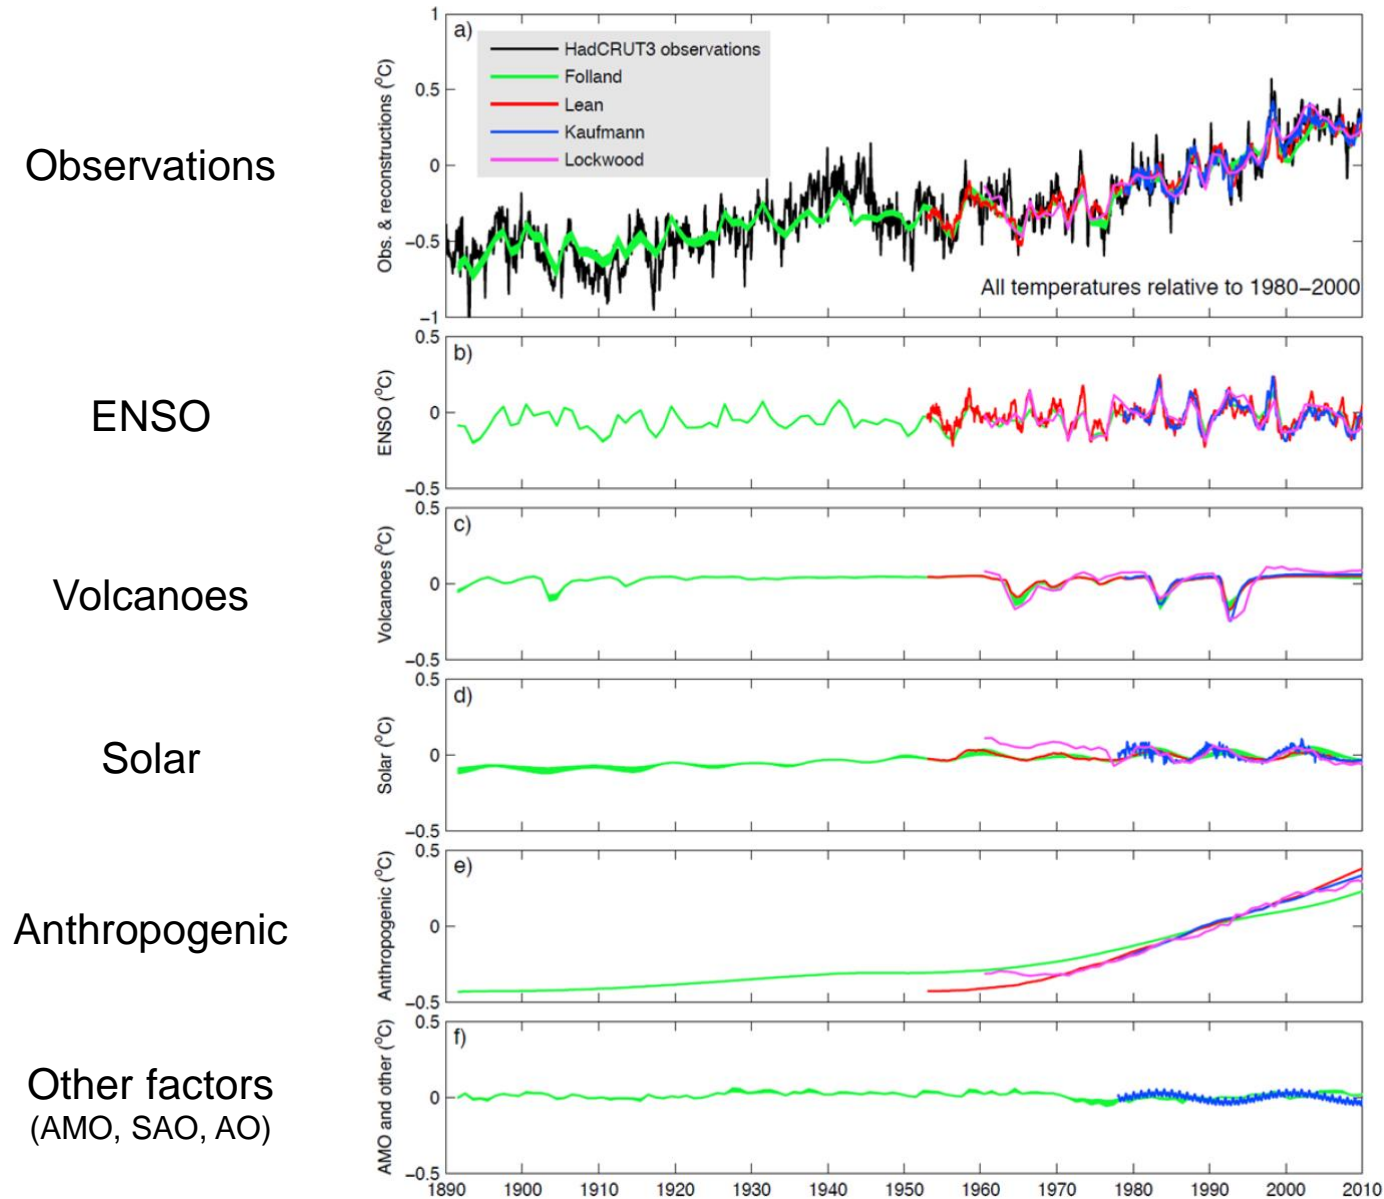 Observations
Obs. & reconstructions (°C)
1
0.5
0
−0.5
−1
a)
HadCRUT3 observations
Folland
Lean
Kaufmann
Lockwood
All temperatures relative to 1980−2000
ENSO
ENSO (°C)
0.5
0
−0.5
b)
Volcanoes
Volcanoes (°C)
0.5
0
−0.5
c)
Solar
Solar (°C)
0.5
0
−0.5
d)
Anthropogenic
Anthropogenic (°C)
0.5
0
−0.5
e)
Other factors
(AMO, SAO, AO)
AMO and other (°C)
0.5
0
−0.5
f)
1890 1900 1910 1920 1930 1940 1950 1960 1970 1980 1990 2000 2010